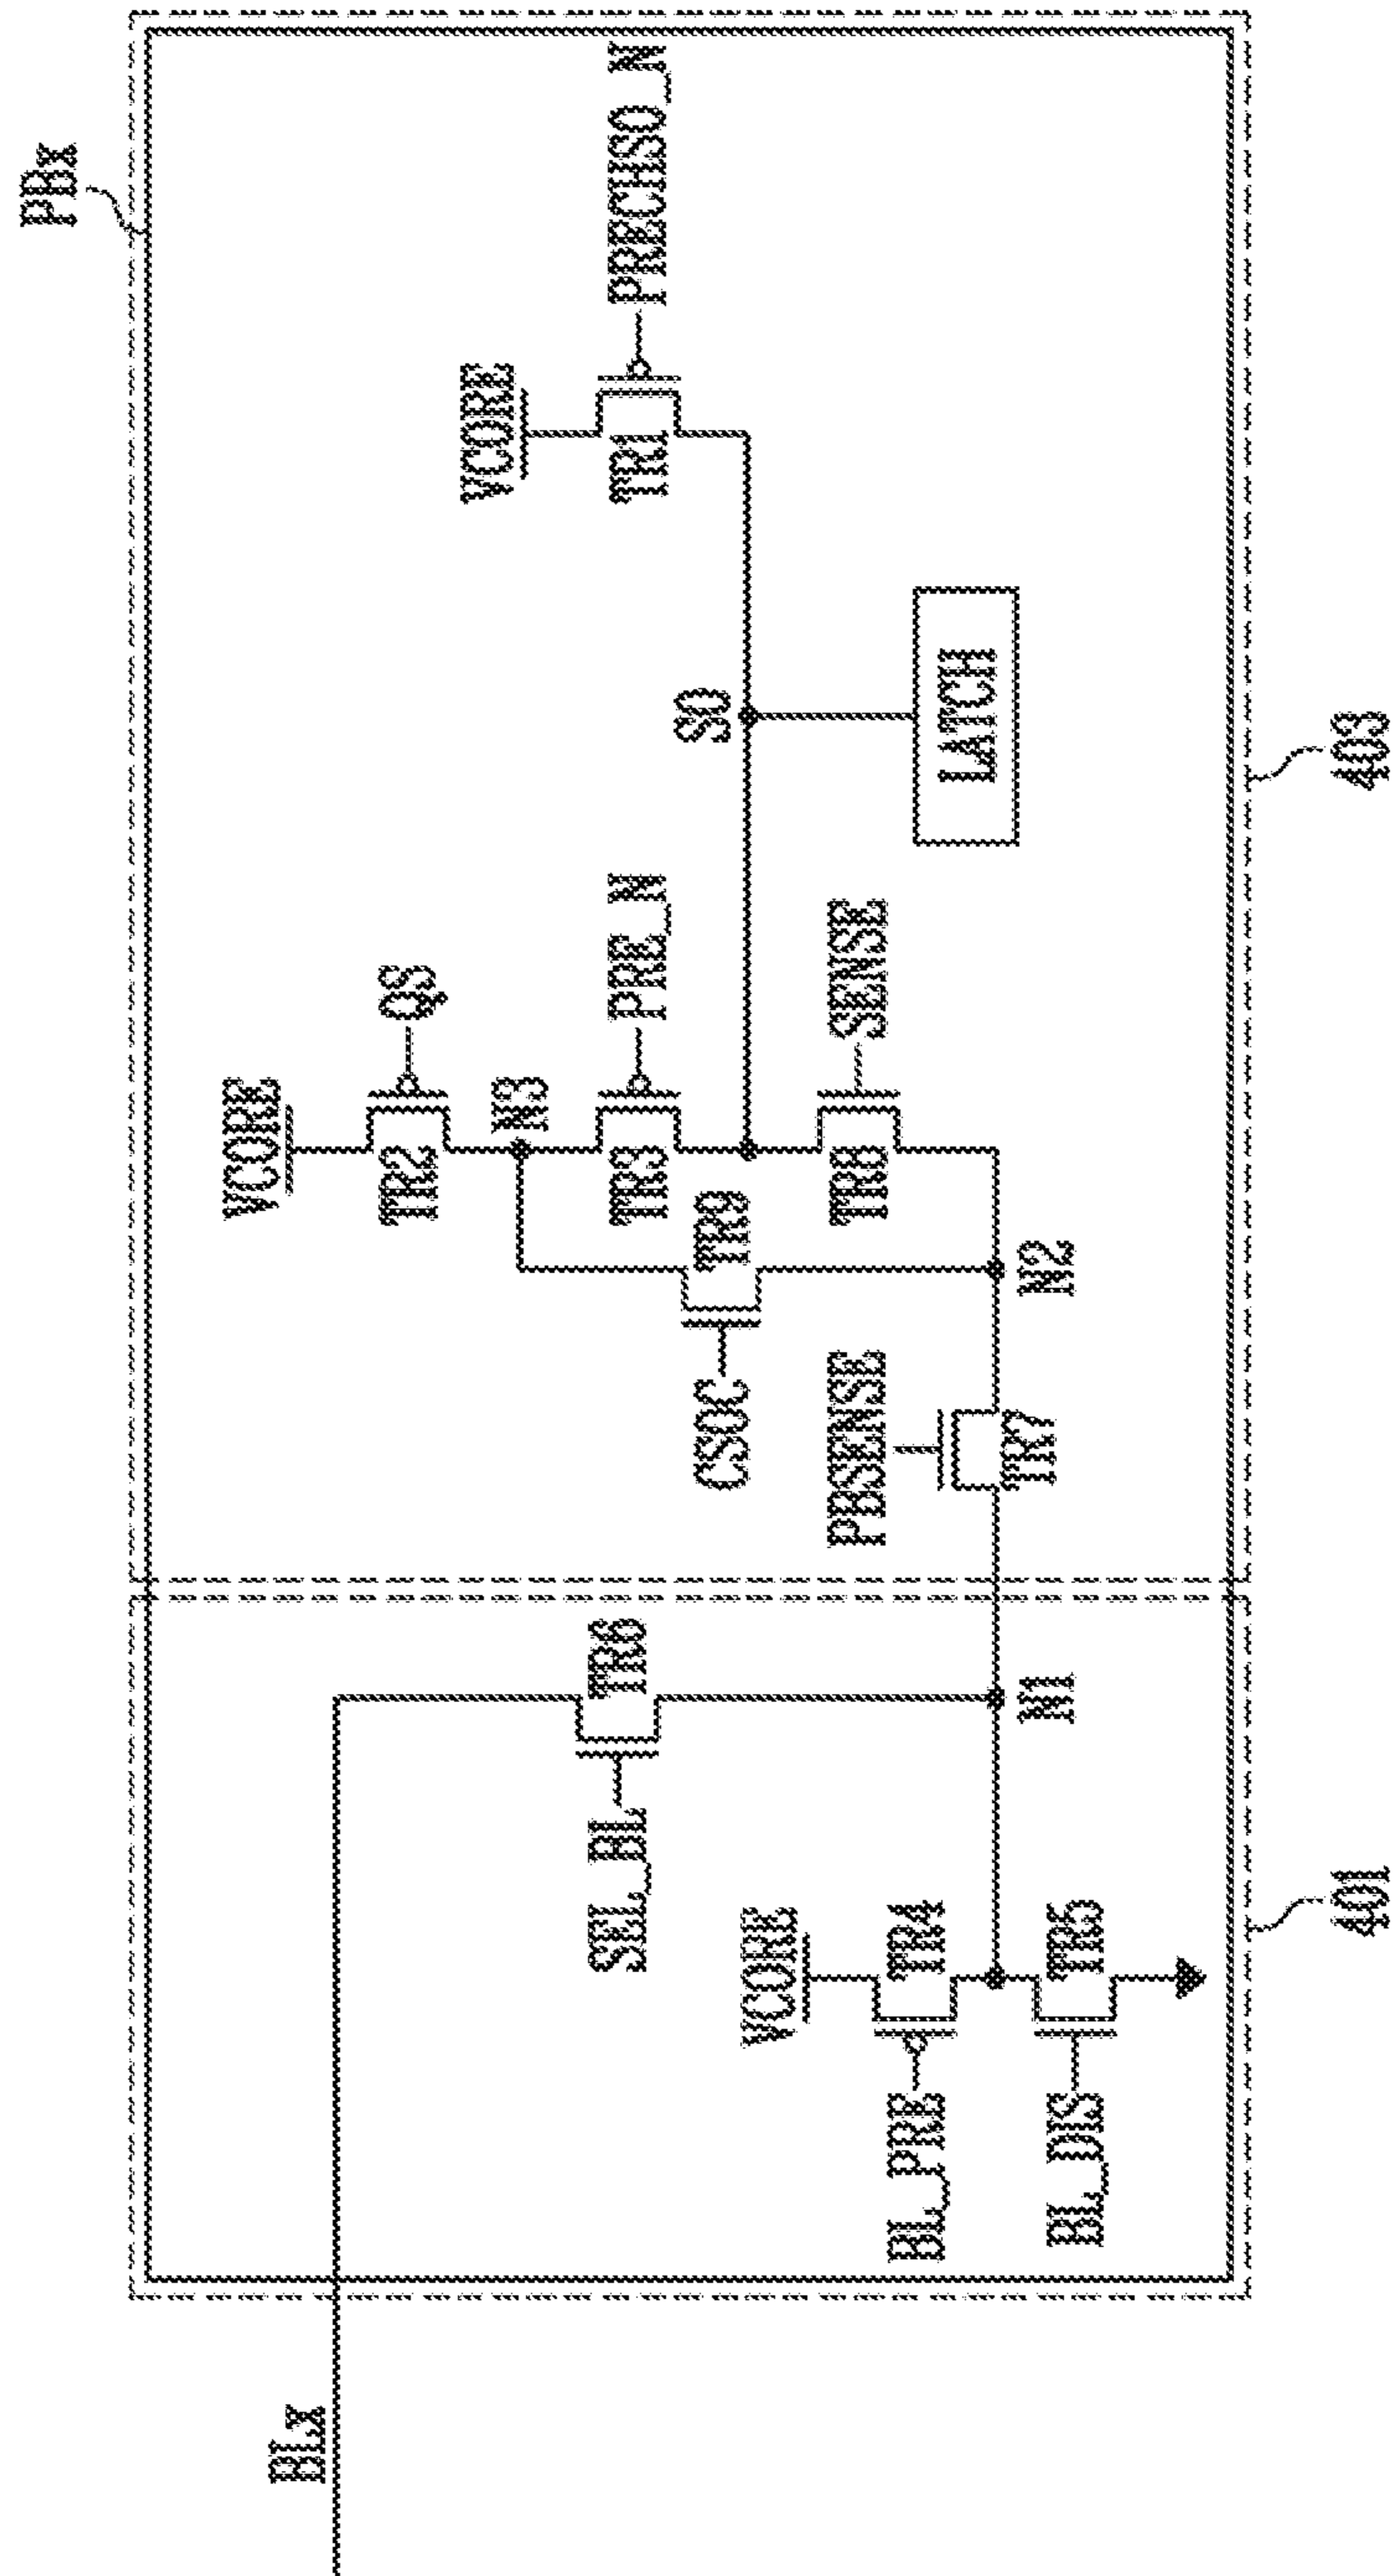 PBx
VCORE
BLx
TR2
QS
VCORE
N3
SEL_BL
TR6
TR3
PRE_N
TR1
PRECHSO_N
SO
CSOC
TR9
VCORE
PBSENSE
TR8
SENSE
BL_PRE
TR4
LATCH
TR7
N1
N2
BL_DIS
TR5
401
403